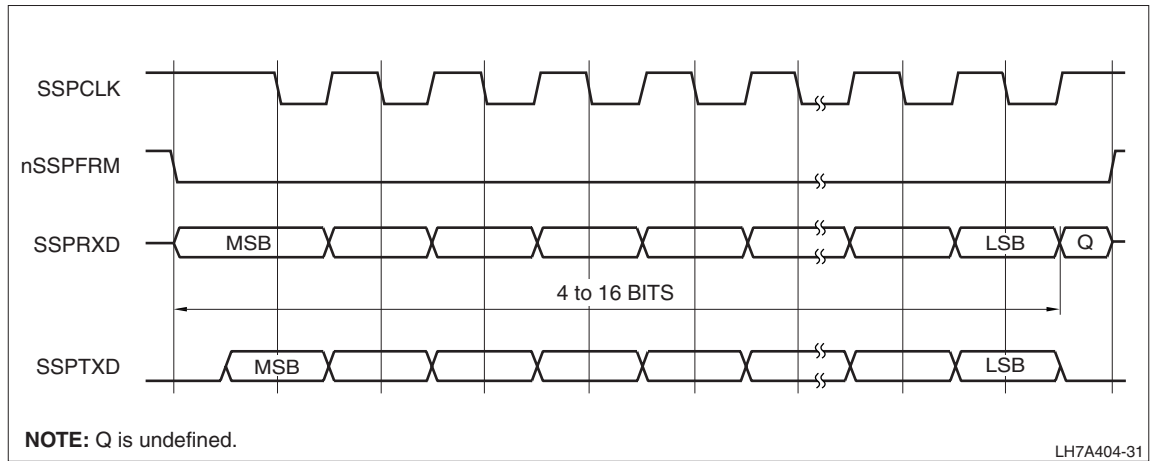 SSPCLK
nSSPFRM
SSPRXD
MSB
LSB
Q
4 to 16 BITS
SSPTXD
MSB
LSB
NOTE: Q is undefined.
LH7A404-31